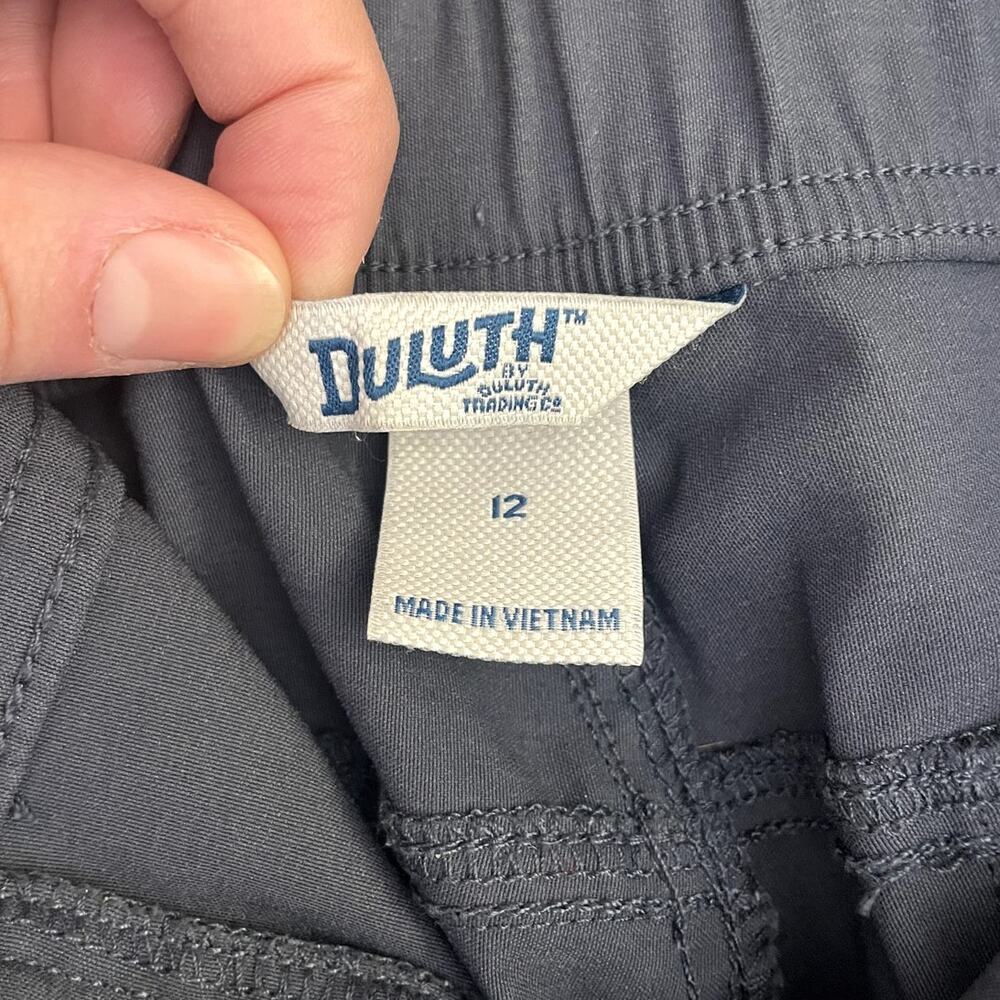 DULUTH™
BY
DULUTH
TRADING CO
12
MADE IN VIETNAM